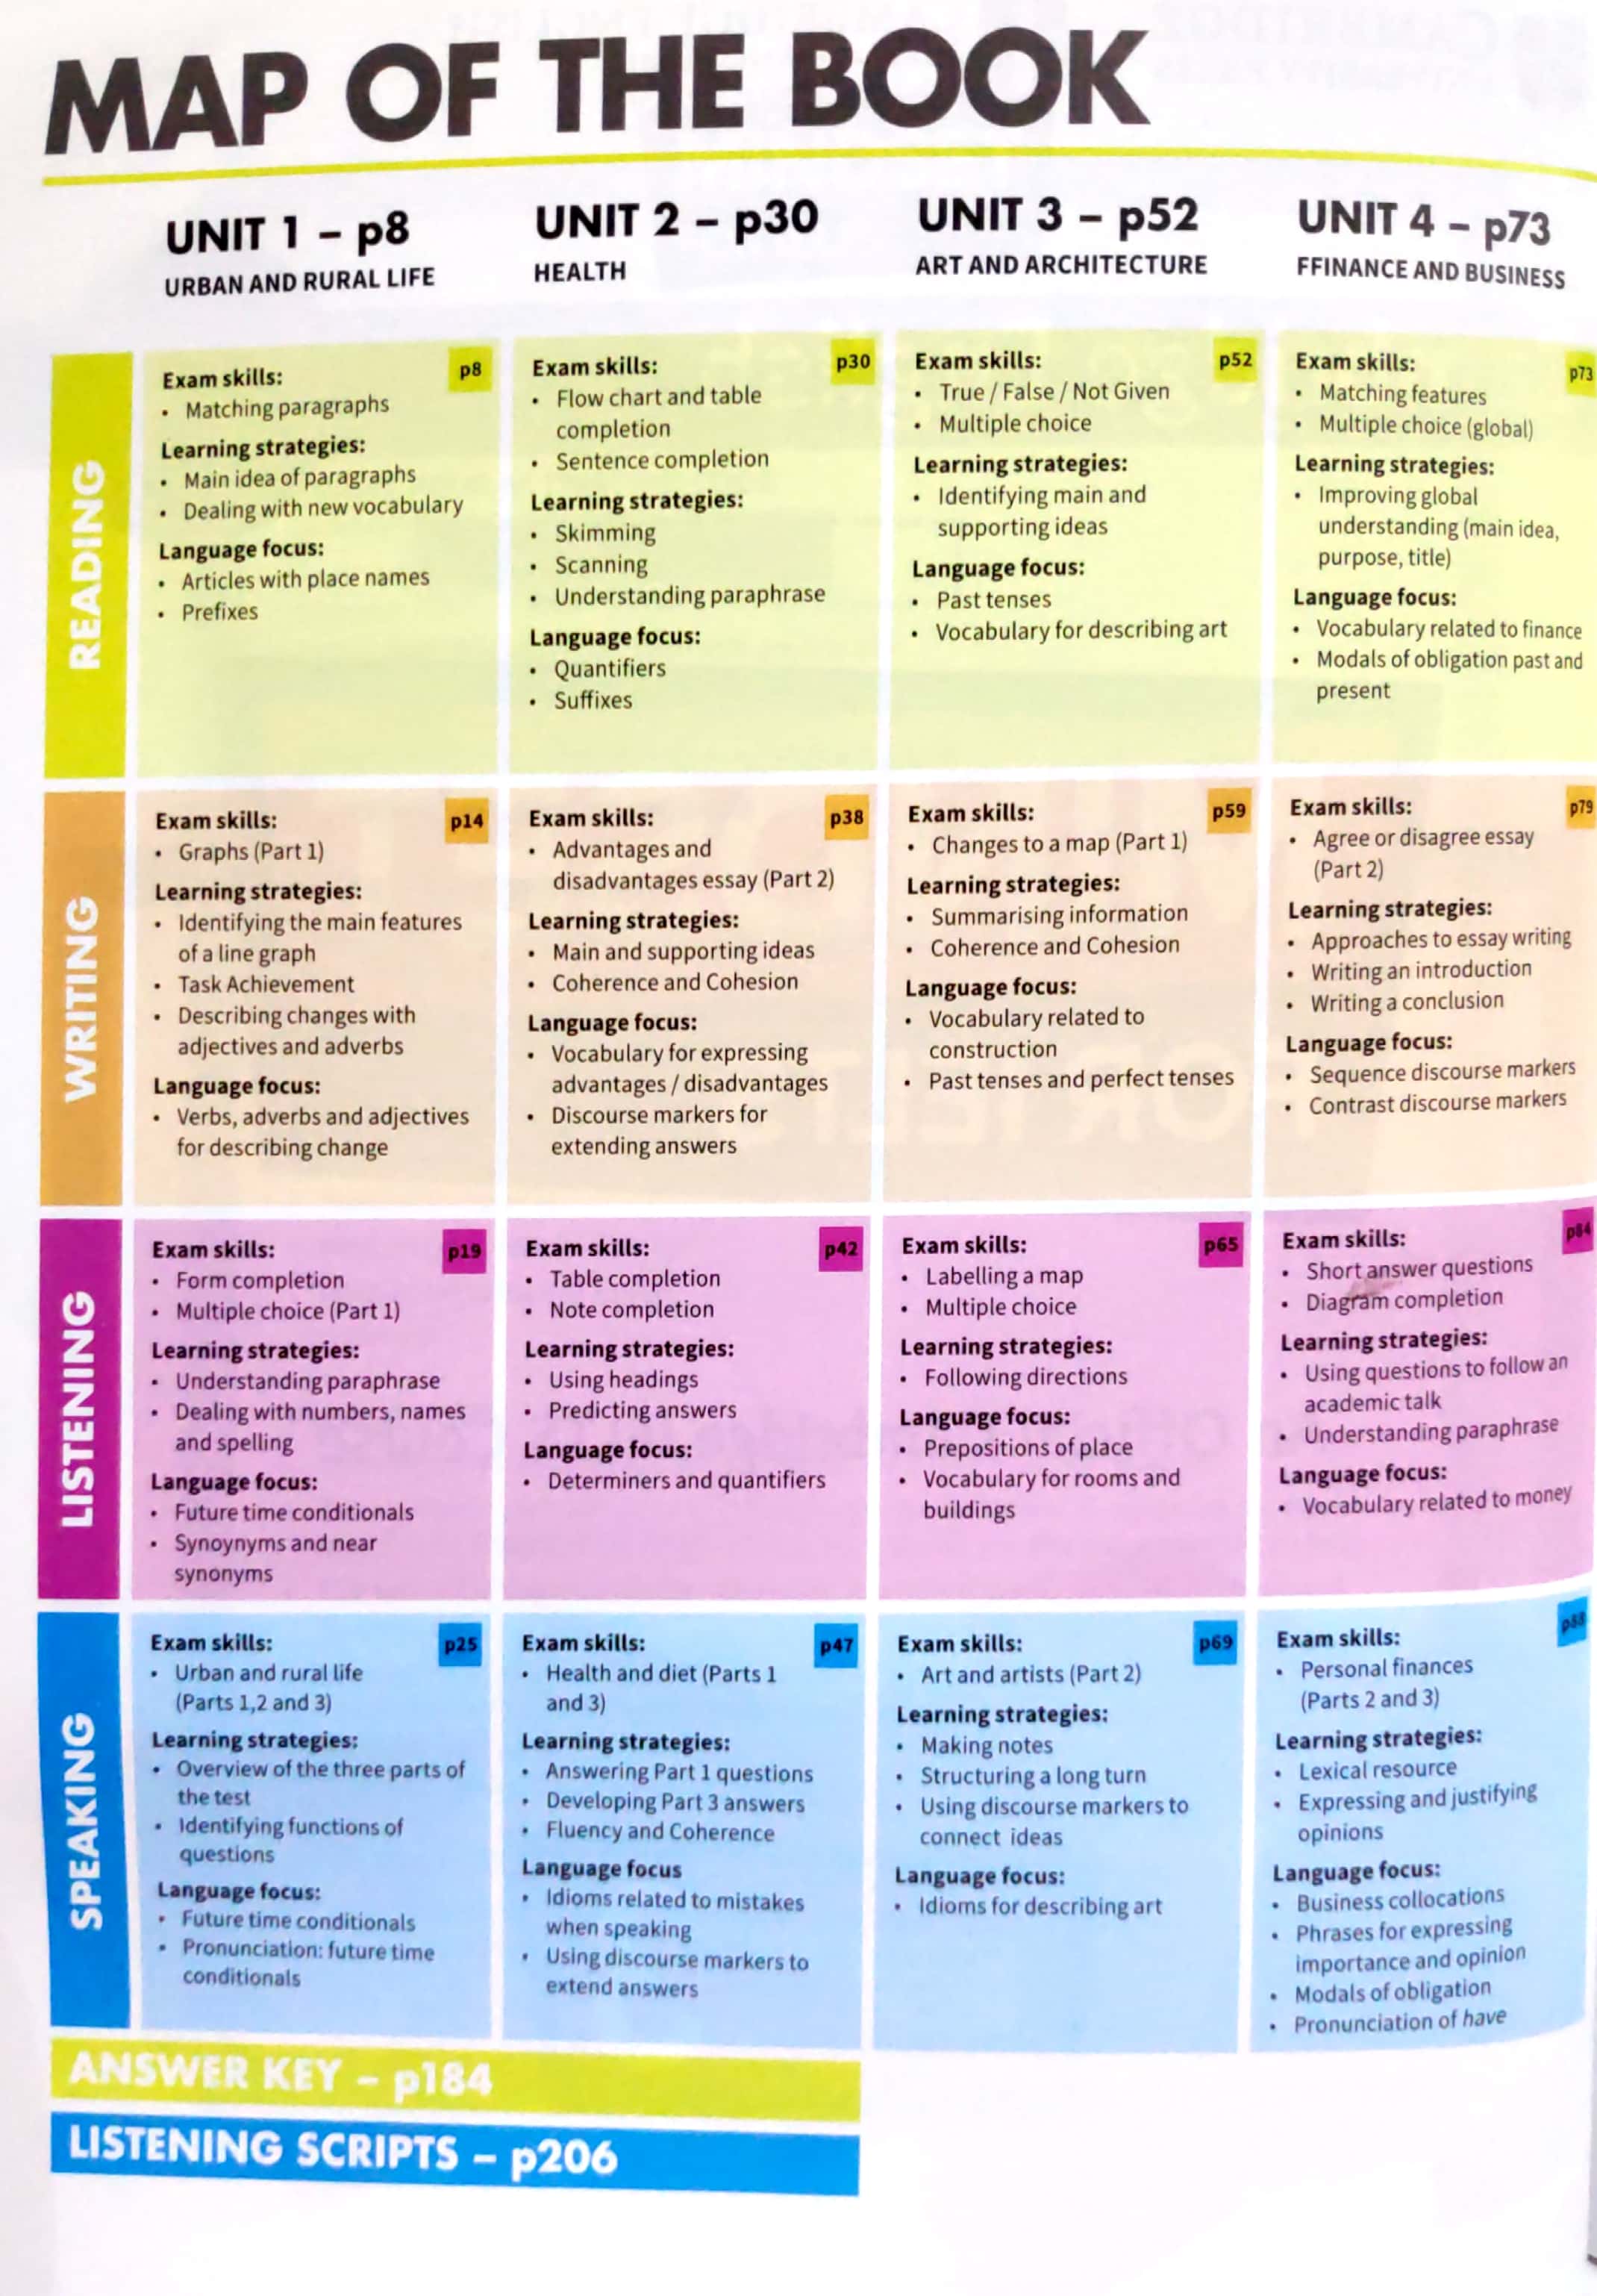 MAP OF THE BOOK
UNIT 1 – p8
URBAN AND RURAL LIFE
UNIT 2 – p30
HEALTH
UNIT 3 – p52
ART AND ARCHITECTURE
UNIT 4 – p73
FFINANCE AND BUSINESS
READING
Exam skills:
p8
• Matching paragraphs
Learning strategies:
• Main idea of paragraphs
• Dealing with new vocabulary
Language focus:
• Articles with place names
• Prefixes
Exam skills:
p30
• Flow chart and table
completion
• Sentence completion
Learning strategies:
• Skimming
• Scanning
• Understanding paraphrase
Language focus:
• Quantifiers
• Suffixes
Exam skills:
p52
• True / False / Not Given
• Multiple choice
Learning strategies:
• Identifying main and
supporting ideas
Language focus:
• Past tenses
• Vocabulary for describing art
Exam skills:
p73
• Matching features
• Multiple choice (global)
Learning strategies:
• Improving global
understanding (main idea,
purpose, title)
Language focus:
• Vocabulary related to finance
• Modals of obligation past and
present
WRITING
Exam skills:
p14
• Graphs (Part 1)
Learning strategies:
• Identifying the main features
of a line graph
• Task Achievement
• Describing changes with
adjectives and adverbs
Language focus:
• Verbs, adverbs and adjectives
for describing change
Exam skills:
p38
• Advantages and
disadvantages essay (Part 2)
Learning strategies:
• Main and supporting ideas
• Coherence and Cohesion
Language focus:
• Vocabulary for expressing
advantages / disadvantages
• Discourse markers for
extending answers
Exam skills:
p59
• Changes to a map (Part 1)
Learning strategies:
• Summarising information
• Coherence and Cohesion
Language focus:
• Vocabulary related to
construction
• Past tenses and perfect tenses
Exam skills:
p79
• Agree or disagree essay
(Part 2)
Learning strategies:
• Approaches to essay writing
• Writing an introduction
• Writing a conclusion
Language focus:
• Sequence discourse markers
• Contrast discourse markers
LISTENING
Exam skills:
p19
• Form completion
• Multiple choice (Part 1)
Learning strategies:
• Understanding paraphrase
• Dealing with numbers, names
and spelling
Language focus:
• Future time conditionals
• Synoynyms and near
synonyms
Exam skills:
p42
• Table completion
• Note completion
Learning strategies:
• Using headings
• Predicting answers
Language focus:
• Determiners and quantifiers
Exam skills:
p65
• Labelling a map
• Multiple choice
Learning strategies:
• Following directions
Language focus:
• Prepositions of place
• Vocabulary for rooms and
buildings
Exam skills:
p84
• Short answer questions
• Diagram completion
Learning strategies:
• Using questions to follow an
academic talk
• Understanding paraphrase
Language focus:
• Vocabulary related to money
SPEAKING
Exam skills:
p25
• Urban and rural life
(Parts 1,2 and 3)
Learning strategies:
• Overview of the three parts of
the test
• Identifying functions of
questions
Language focus:
• Future time conditionals
• Pronunciation: future time
conditionals
Exam skills:
p47
• Health and diet (Parts 1
and 3)
Learning strategies:
• Answering Part 1 questions
• Developing Part 3 answers
• Fluency and Coherence
Language focus
• Idioms related to mistakes
when speaking
• Using discourse markers to
extend answers
Exam skills:
p69
• Art and artists (Part 2)
Learning strategies:
• Making notes
• Structuring a long turn
• Using discourse markers to
connect ideas
Language focus:
• Idioms for describing art
Exam skills:
p88
• Personal finances
(Parts 2 and 3)
Learning strategies:
• Lexical resource
• Expressing and justifying
opinions
Language focus:
• Business collocations
• Phrases for expressing
importance and opinion
• Modals of obligation
• Pronunciation of have
ANSWER KEY – p184
LISTENING SCRIPTS – p206